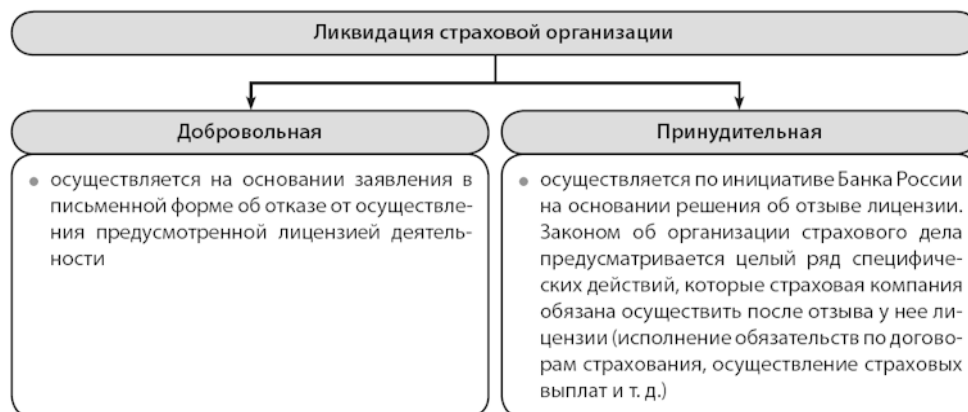 Ликвидация страховой организации
Добровольная
• осуществляется на основании заявления в
письменной форме об отказе от осуществле-
ния предусмотренной лицензией деятель-
ности
Принудительная
• осуществляется по инициативе Банка России
на основании решения об отзыве лицензии.
Законом об организации страхового дела
предусматривается целый ряд специфичес-
ских действий, которые страховая компания
обязана осуществить после отзыва у нее ли-
цензии (исполнение обязательств по догово-
рам страхования, осуществление страховых
выплат и т. д.)